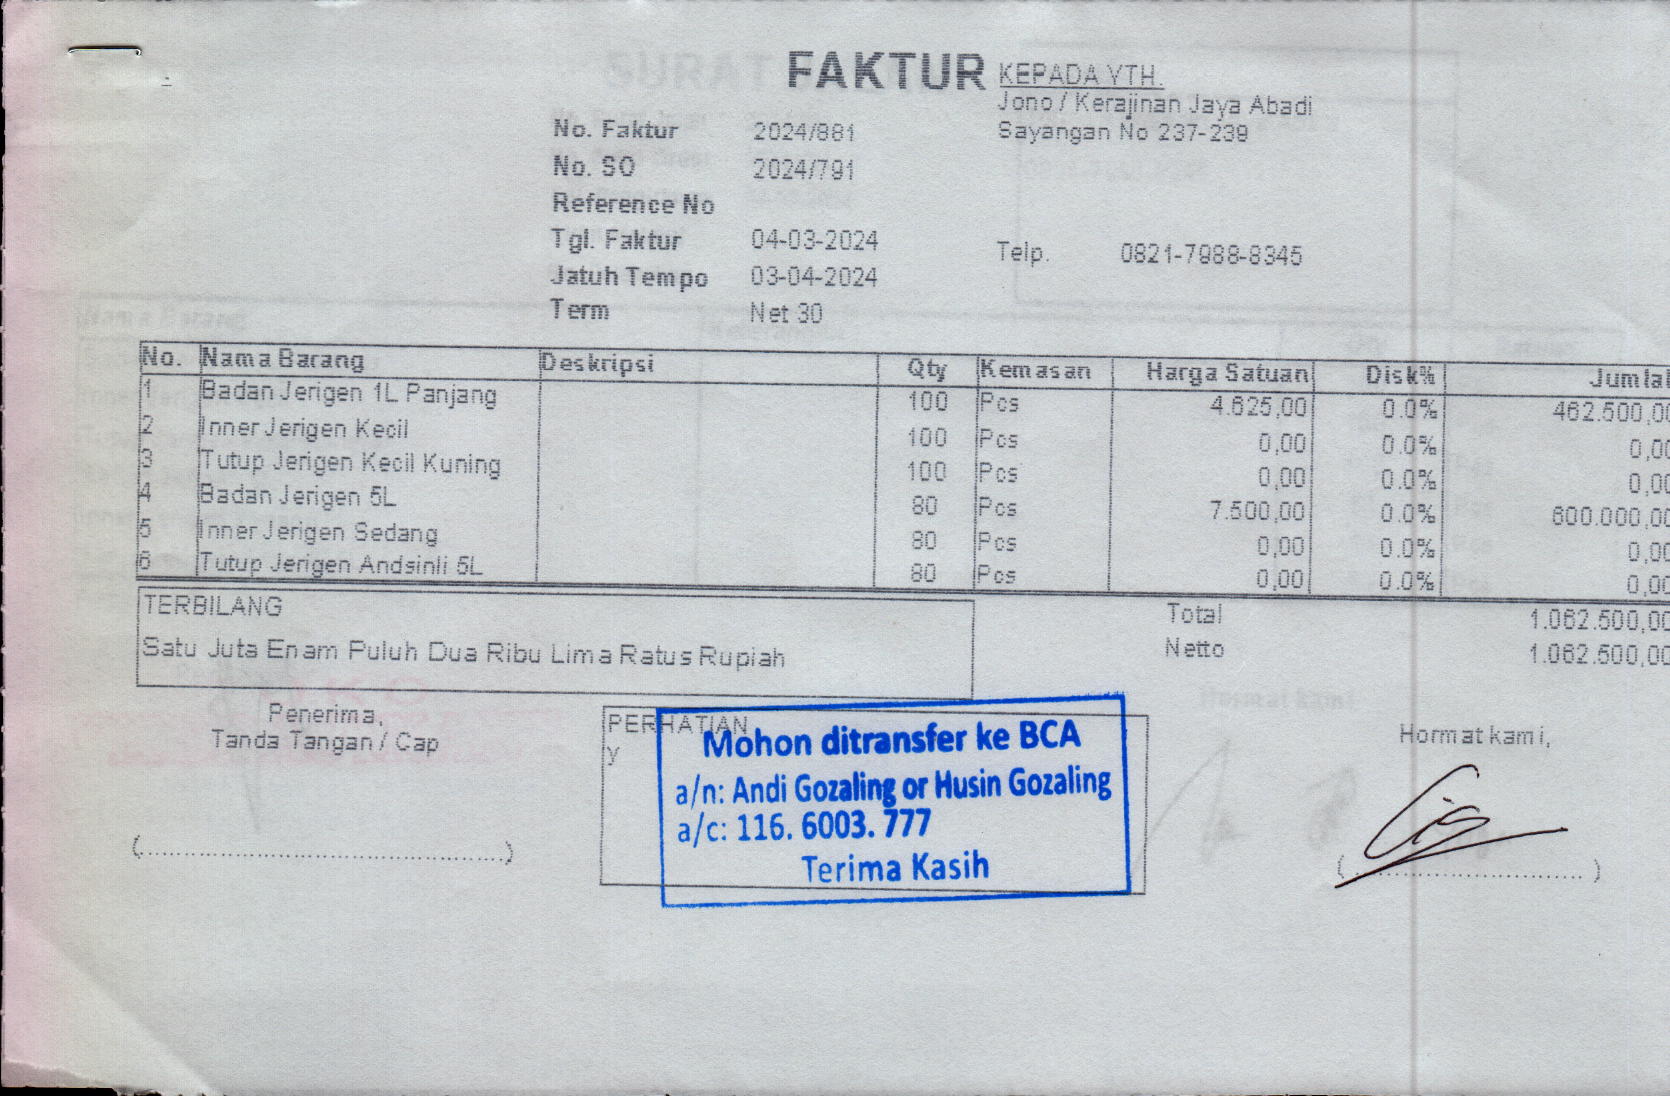 FAKTUR
KEPADA YTH.
Jono / Kerajinan Jaya Abadi
Sayangan No 237-239
Telp. 0821-7988-8345
No. Faktur 2024/881
No. SO 2024/791
Reference No
Tgl. Faktur 04-03-2024
Jatuh Tempo 03-04-2024
Term Net 30
No. Nama Barang Deskripsi Qty Kemasan Harga Satuan Disk% Jumlal
1 Badan Jerigen 1L Panjang 100 Pcs 4.625,00 0.0% 462.500,00
2 Inner Jerigen Kecil 100 Pcs 0,00 0.0% 0,00
3 Tutup Jerigen Kecil Kuning 100 Pcs 0,00 0.0% 0,00
4 Badan Jerigen 5L 80 Pcs 7.500,00 0.0% 600.000,00
5 Inner Jerigen Sedang 80 Pcs 0,00 0.0% 0,00
6 Tutup Jerigen Andsinli 5L 80 Pcs 0,00 0.0% 0,00
TERBILANG
Satu Juta Enam Puluh Dua Ribu Lima Ratus Rupiah
Total 1.062.500,00
Netto 1.062.500,00
Penerima,
Tanda Tangan / Cap
(..............................................)
PERHATIAN
y
Mohon ditransfer ke BCA
a/n: Andi Gozaling or Husin Gozaling
a/c: 116. 6003. 777
Terima Kasih
Hormat kami,
(..............................)